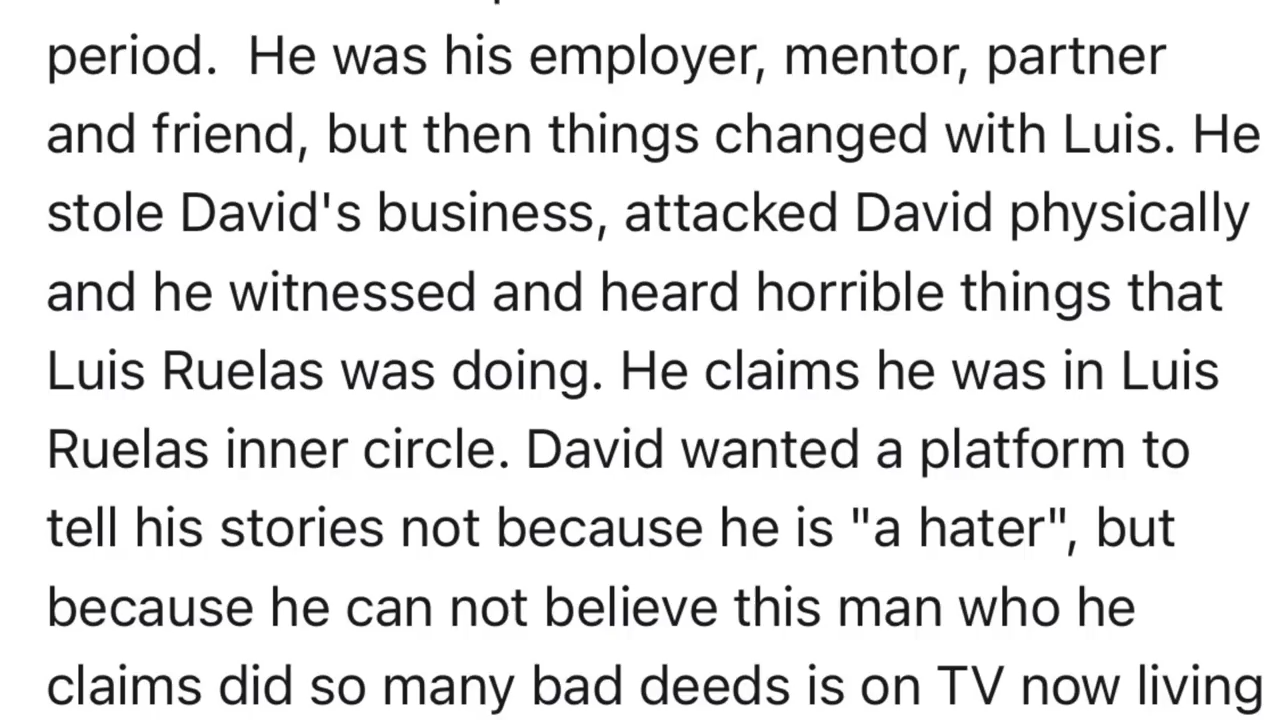 period.  He was his employer, mentor, partner
and friend, but then things changed with Luis. He
stole David's business, attacked David physically
and he witnessed and heard horrible things that
Luis Ruelas was doing. He claims he was in Luis
Ruelas inner circle. David wanted a platform to
tell his stories not because he is "a hater", but
because he can not believe this man who he
claims did so many bad deeds is on TV now living